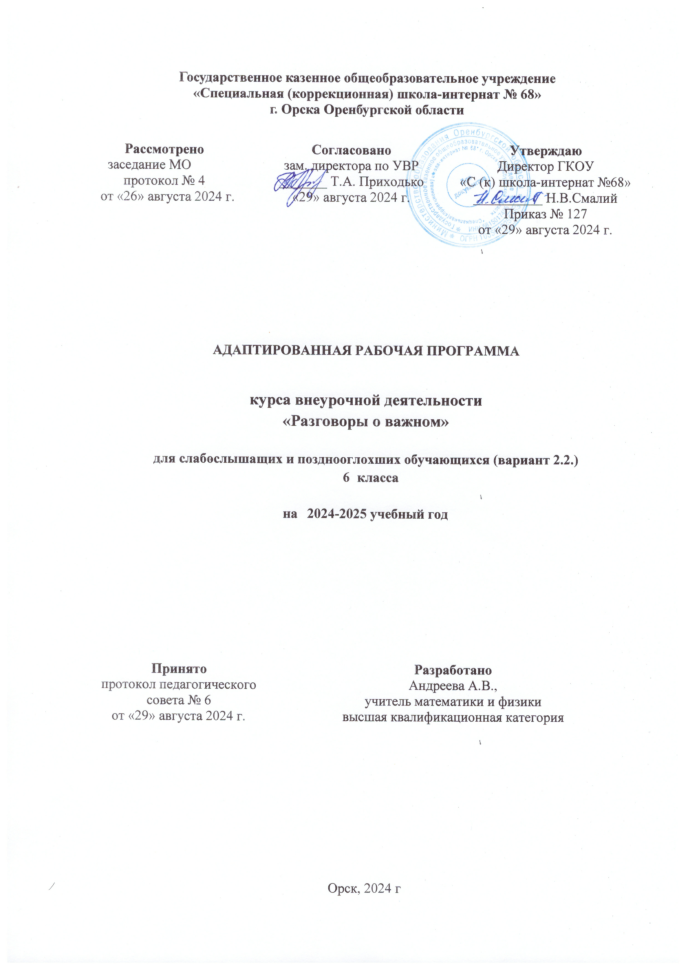 Государственное казенное общеобразовательное учреждение
«Специальная (коррекционная) школа-интернат № 68»
г. Орска Оренбургской области
Рассмотрено
заседание МО
протокол № 4
от «26» августа 2024 г.
Согласовано
зам. директора по УВР
Т.А. Приходько
«29» августа 2024 г.
Утверждаю
Директор ГКОУ
«С (к) школа-интернат №68»
Н.В.Смалий
Приказ № 127
от «29» августа 2024 г.
АДАПТИРОВАННАЯ РАБОЧАЯ ПРОГРАММА
курса внеурочной деятельности
«Разговоры о важном»
для слабослышащих и позднооглохших обучающихся (вариант 2.2.)
6 класса
на 2024-2025 учебный год
Принято
протокол педагогического
совета № 6
от «29» августа 2024 г.
Разработано
Андреева А.В.,
учитель математики и физики
высшая квалификационная категория
Орск, 2024 г